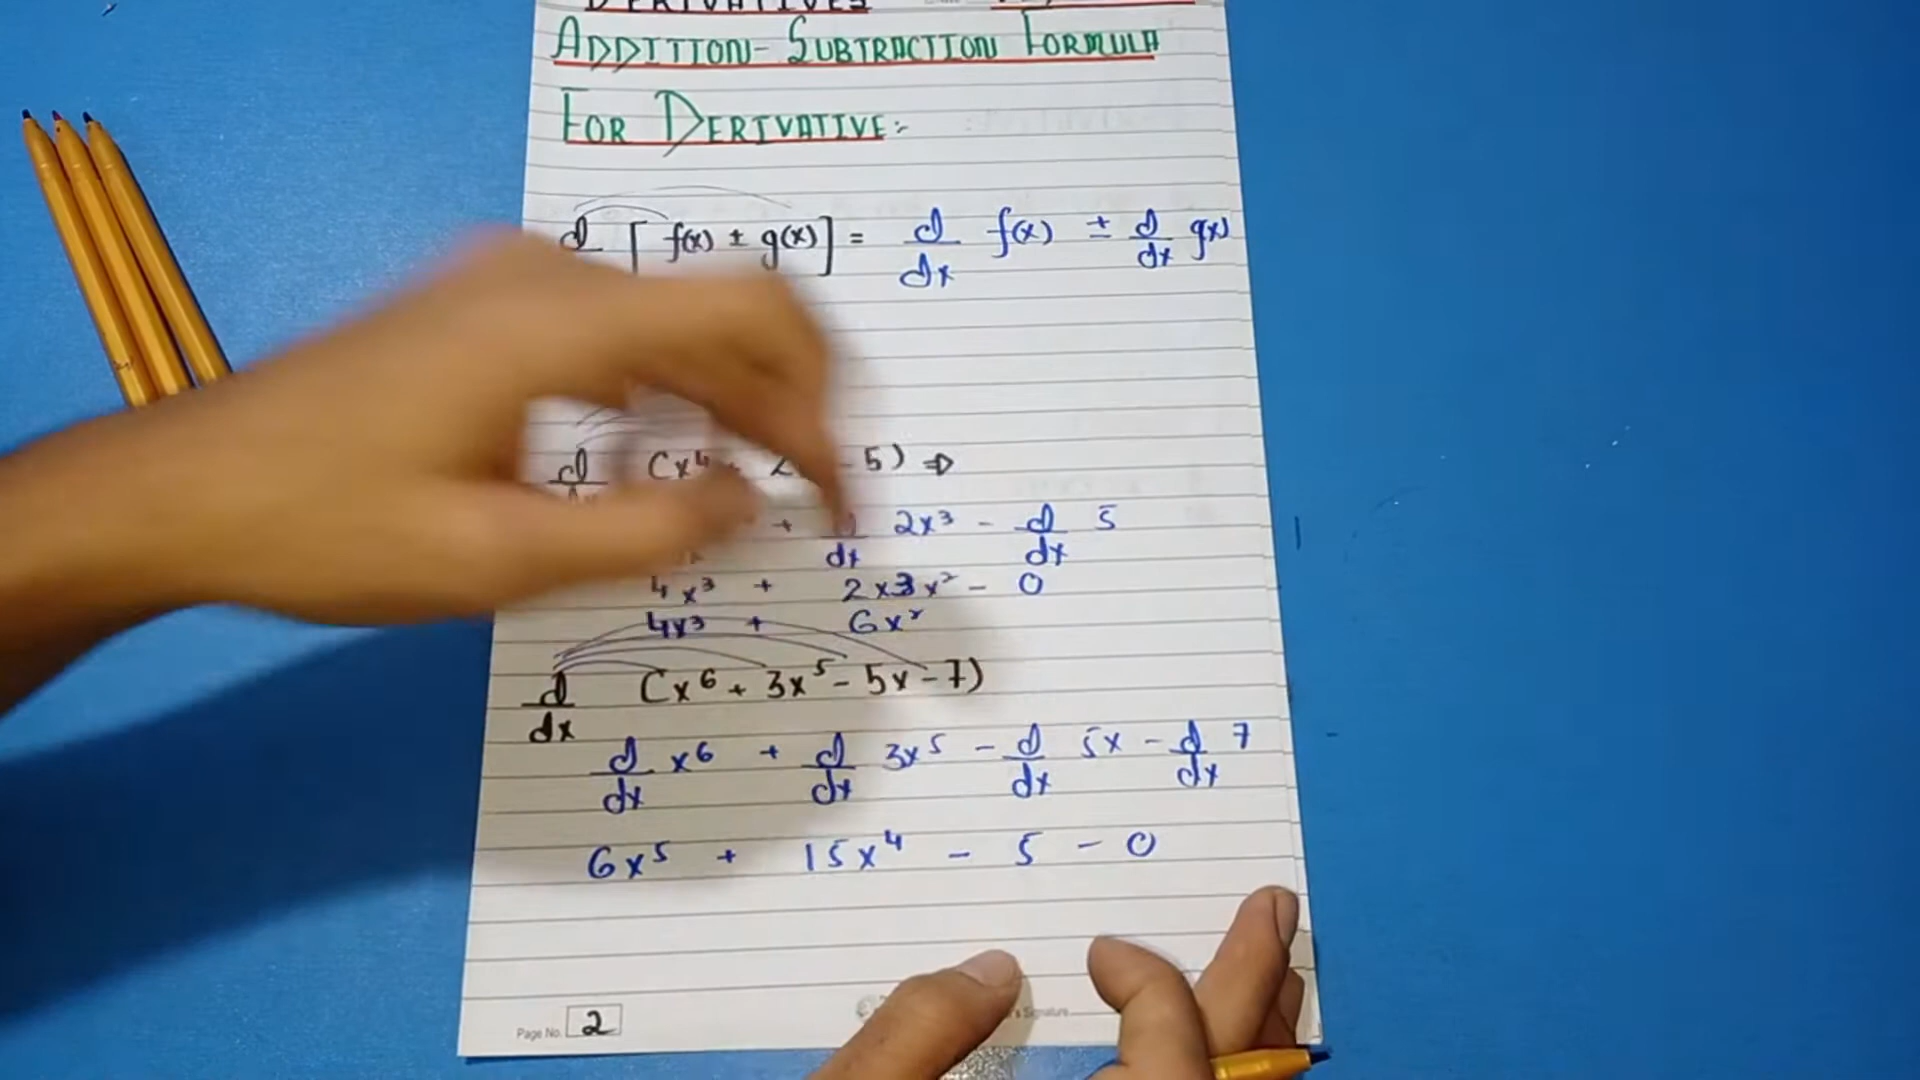 DERIVATIVES
ADDITION-SUBTRACTION FORMULA
FOR DERIVATIVE:-
d [ f(x) ± g(x) ] = d/dx f(x) ± d/dx g(x)
d (x⁴ 5) ⇒
+ d/dx 2x³ - d/dx 5
4x³ + 2x3x² - 0
4x³ + 6x²
d/dx (x⁶ + 3x⁵ - 5x - 7)
d/dx x⁶ + d/dx 3x⁵ - d/dx 5x - d/dx 7
6x⁵ + 15x⁴ - 5 - 0
Page No. 2 's Signature